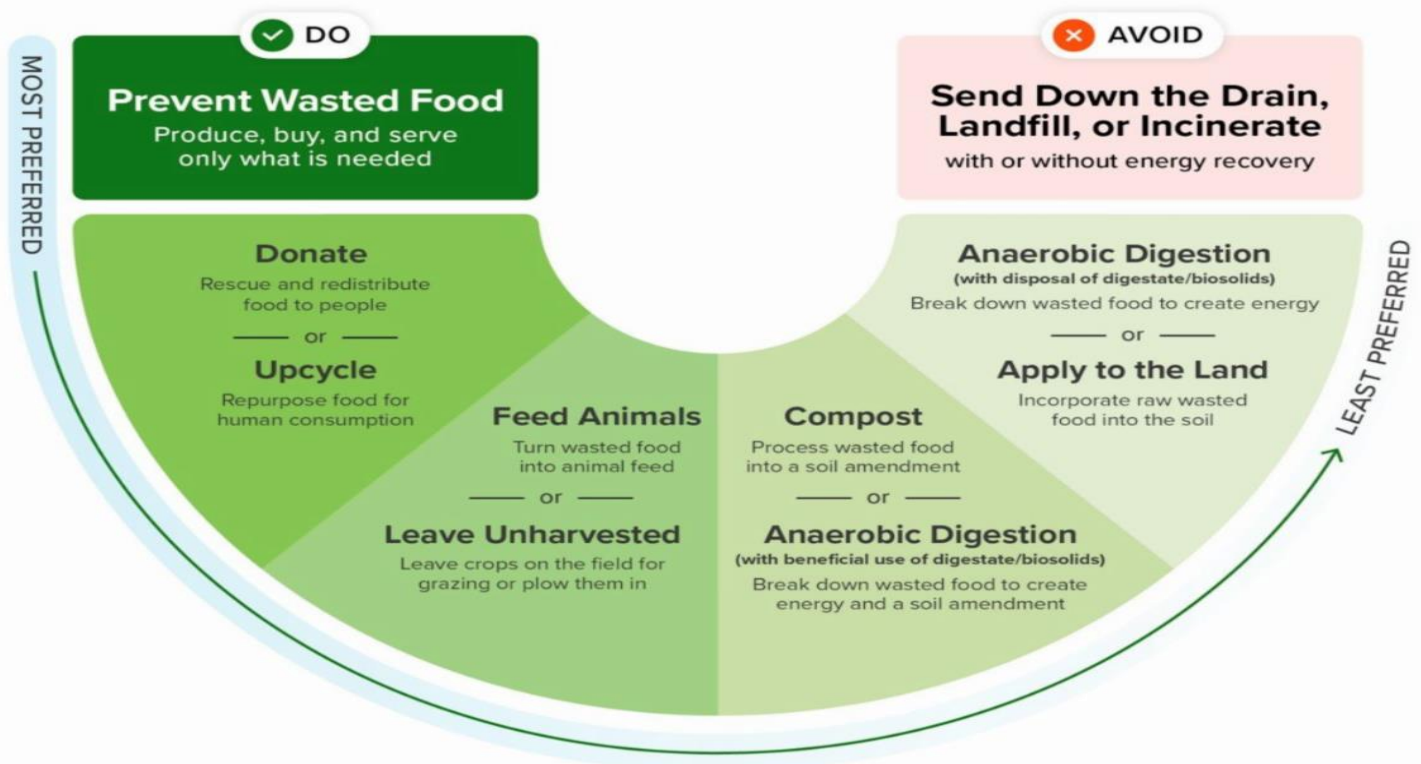 DO
Prevent Wasted Food
Produce, buy, and serve
only what is needed
AVOID
Send Down the Drain,
Landfill, or Incinerate
with or without energy recovery
MOST PREFERRED
Donate
Rescue and redistribute
food to people
or
Upcycle
Repurpose food for
human consumption
Feed Animals
Turn wasted food
into animal feed
or
Leave Unharvested
Leave crops on the field for
grazing or plow them in
Compost
Process wasted food
into a soil amendment
or
Anaerobic Digestion
(with beneficial use of digestate/biosolids)
Break down wasted food to create
energy and a soil amendment
Anaerobic Digestion
(with disposal of digestate/biosolids)
Break down wasted food to create energy
or
Apply to the Land
Incorporate raw wasted
food into the soil
LEAST PREFERRED